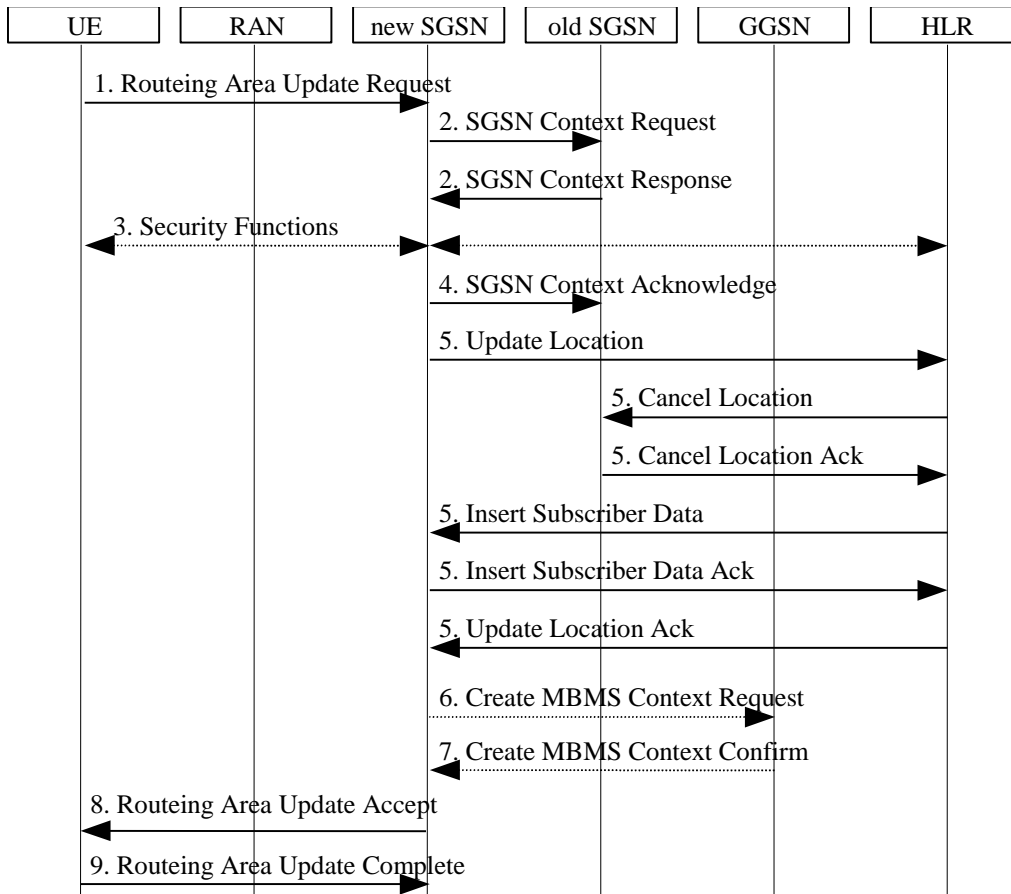 UE
RAN
new SGSN
old SGSN
GGSN
HLR
1. Routeing Area Update Request
2. SGSN Context Request
2. SGSN Context Response
3. Security Functions
4. SGSN Context Acknowledge
5. Update Location
5. Cancel Location
5. Cancel Location Ack
5. Insert Subscriber Data
5. Insert Subscriber Data Ack
5. Update Location Ack
6. Create MBMS Context Request
7. Create MBMS Context Confirm
8. Routeing Area Update Accept
9. Routeing Area Update Complete